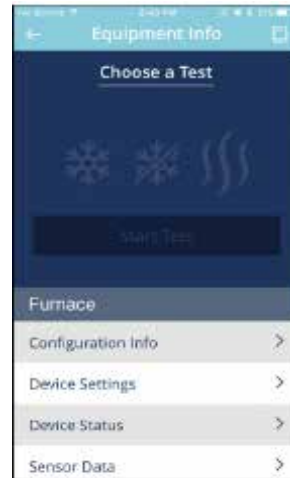 Equipment Info
Choose a Test
Start Test
Furnace
Configuration Info
Device Settings
Device Status
Sensor Data